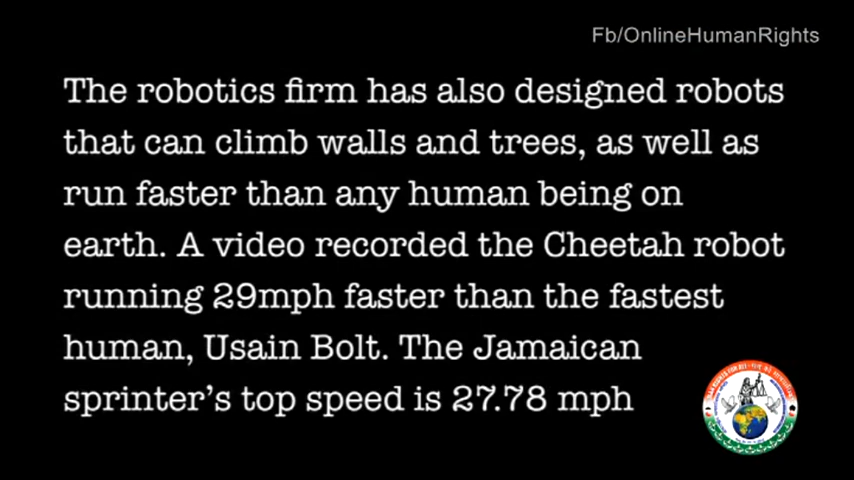 Fb/OnlineHumanRights
The robotics firm has also designed robots
that can climb walls and trees, as well as
run faster than any human being on
earth. A video recorded the Cheetah robot
running 29mph faster than the fastest
human, Usain Bolt. The Jamaican
sprinter's top speed is 27.78 mph